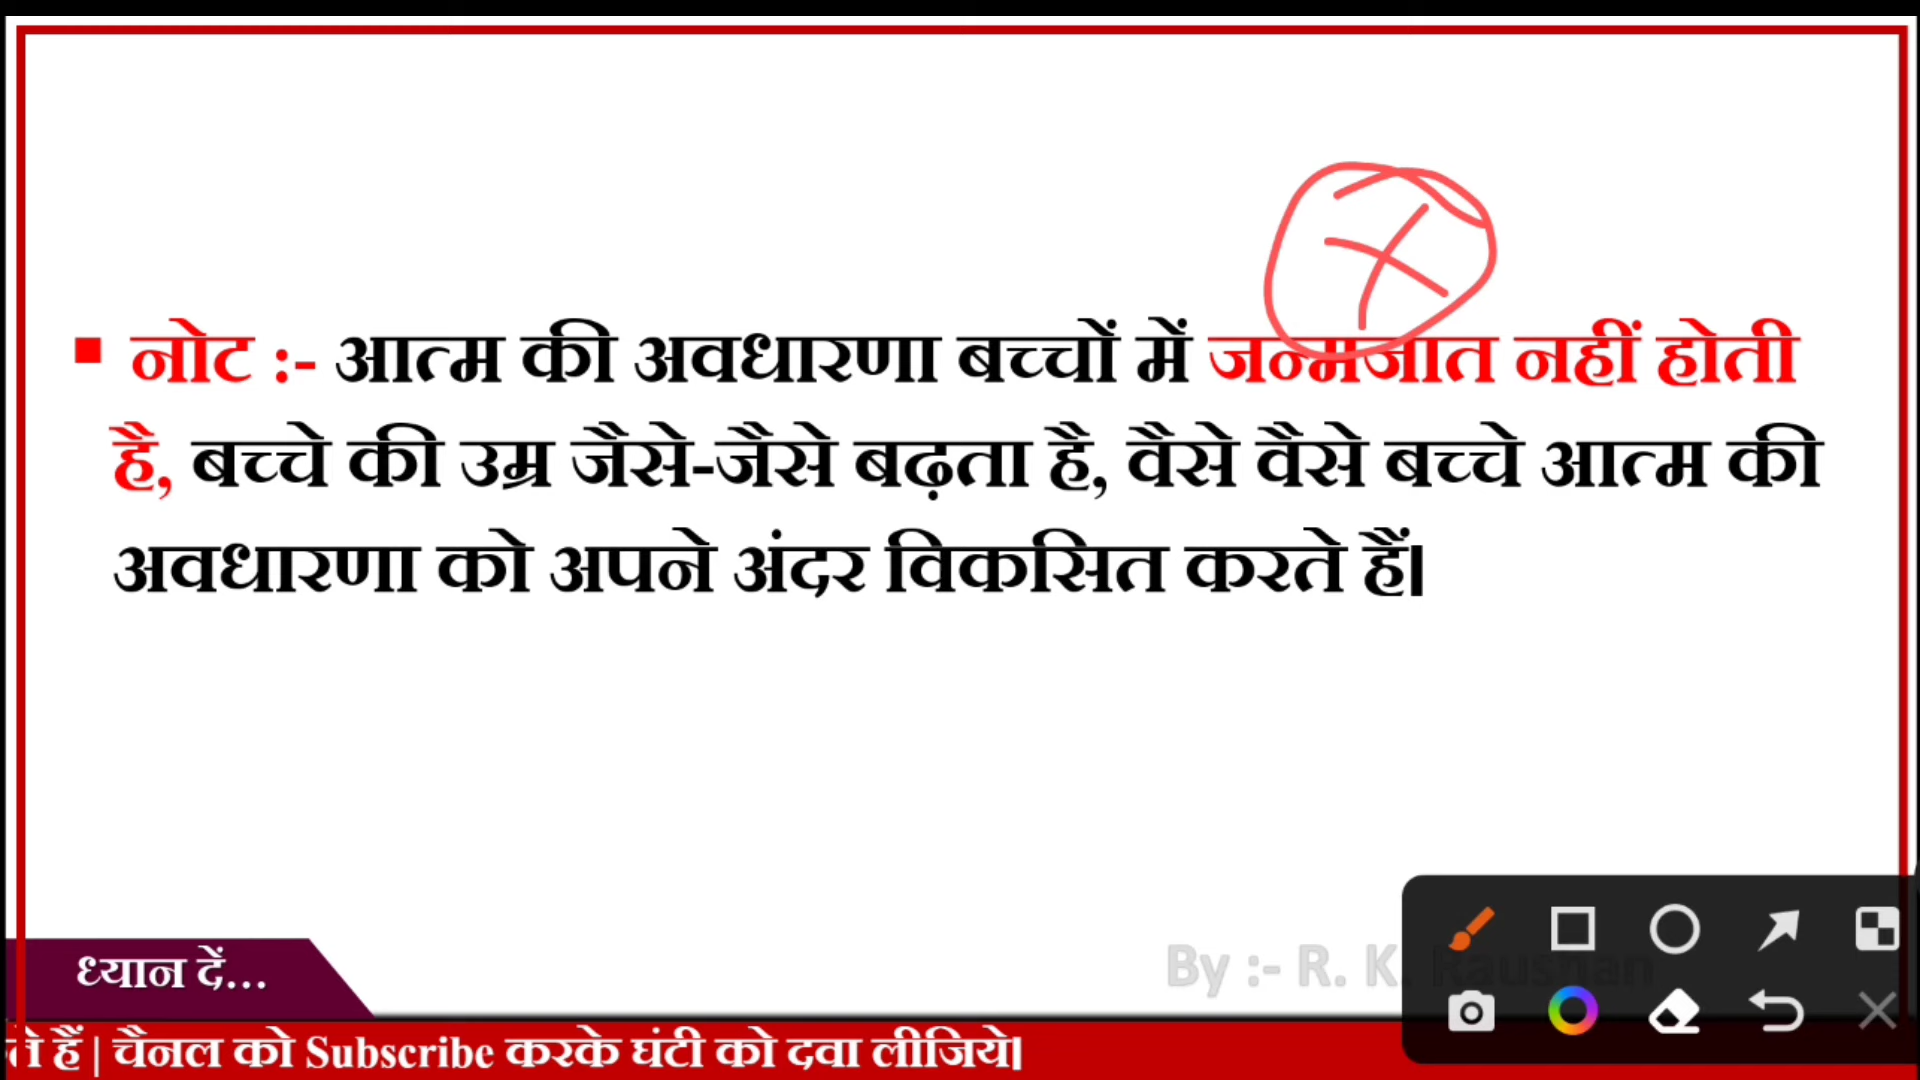 ▪ नोट :- आत्म की अवधारणा बच्चों में जन्मजात नहीं होती
है, बच्चे की उम्र जैसे-जैसे बढ़ता है, वैसे वैसे बच्चे आत्म की
अवधारणा को अपने अंदर विकसित करते हैं।
ध्यान दें...
By :- R. K. Raushan
हैं | चैनल को Subscribe करके घंटी को दवा लीजिये।